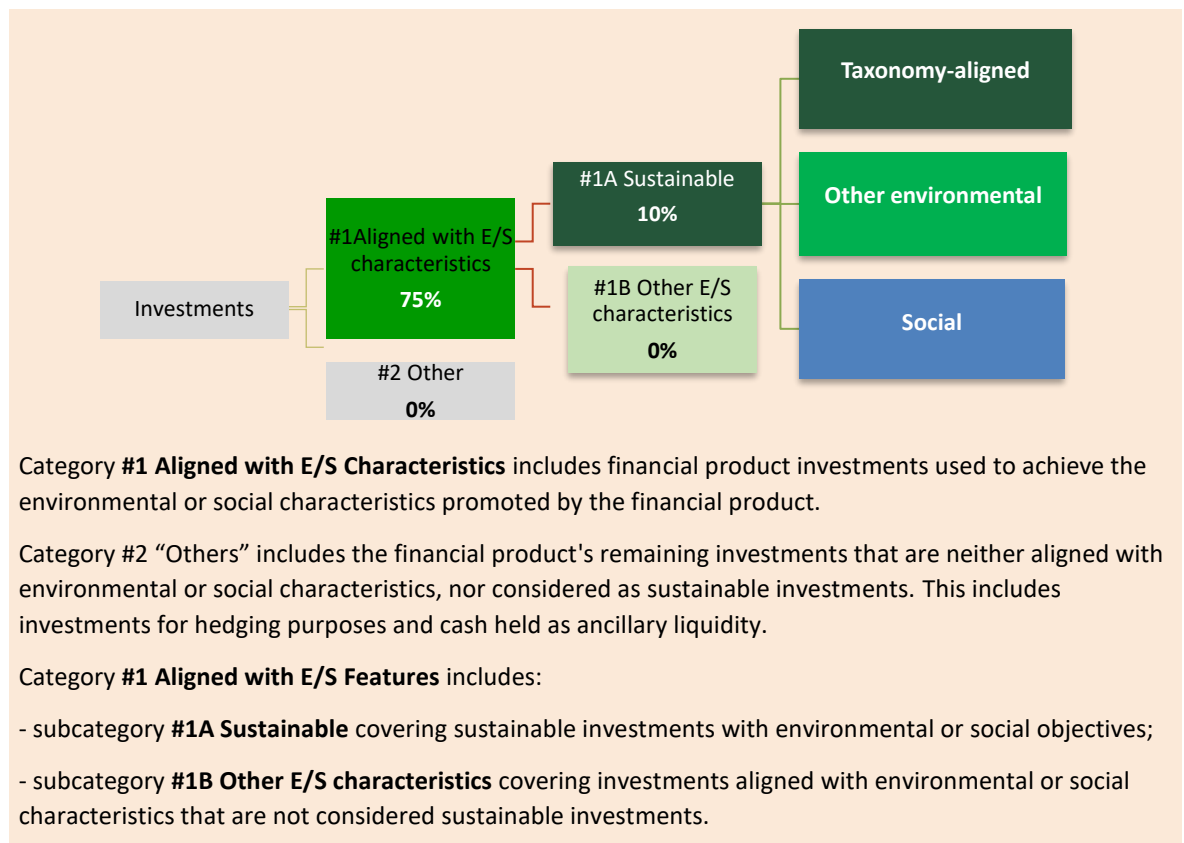 Taxonomy-aligned
#1A Sustainable
10%
Other environmental
#1Aligned with E/S
characteristics
75%
#1B Other E/S
characteristics
0%
Investments
Social
#2 Other
0%
Category #1 Aligned with E/S Characteristics includes financial product investments used to achieve the
environmental or social characteristics promoted by the financial product.
Category #2 “Others” includes the financial product's remaining investments that are neither aligned with
environmental or social characteristics, nor considered as sustainable investments. This includes
investments for hedging purposes and cash held as ancillary liquidity.
Category #1 Aligned with E/S Features includes:
- subcategory #1A Sustainable covering sustainable investments with environmental or social objectives;
- subcategory #1B Other E/S characteristics covering investments aligned with environmental or social
characteristics that are not considered sustainable investments.